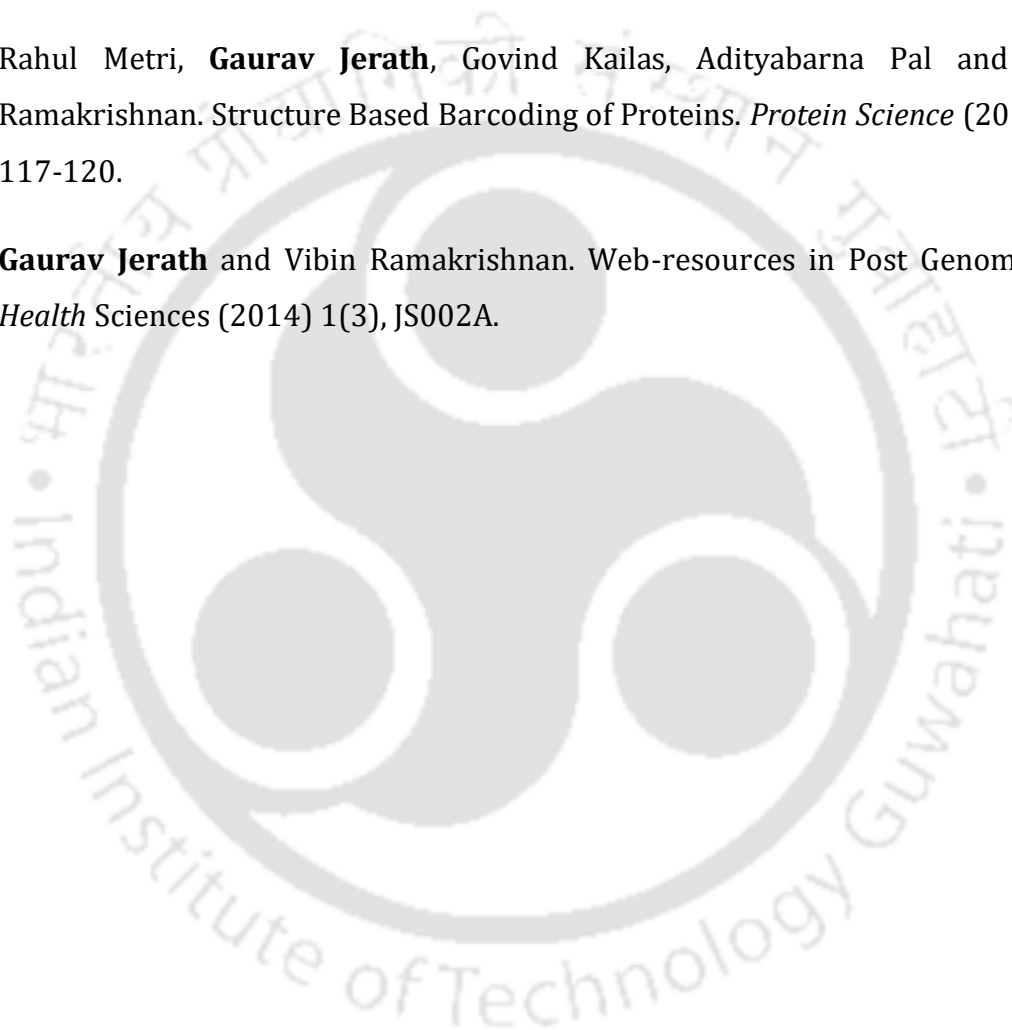 Rahul Metri, Gaurav Jerath, Govind Kailas, Adityabarna Pal and
Ramakrishnan. Structure Based Barcoding of Proteins. Protein Science (20
117-120.
Gaurav Jerath and Vibin Ramakrishnan. Web-resources in Post Genom
Health Sciences (2014) 1(3), JS002A.
भारतीय प्रौद्योगिकी संस्थान गुवाहाटी
• Indian Institute of Technology Guwahati •